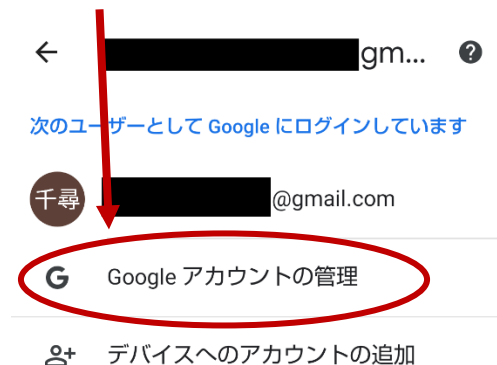 gm...
次のユーザーとして Google にログインしています
千尋
@gmail.com
G Google アカウントの管理
デバイスへのアカウントの追加